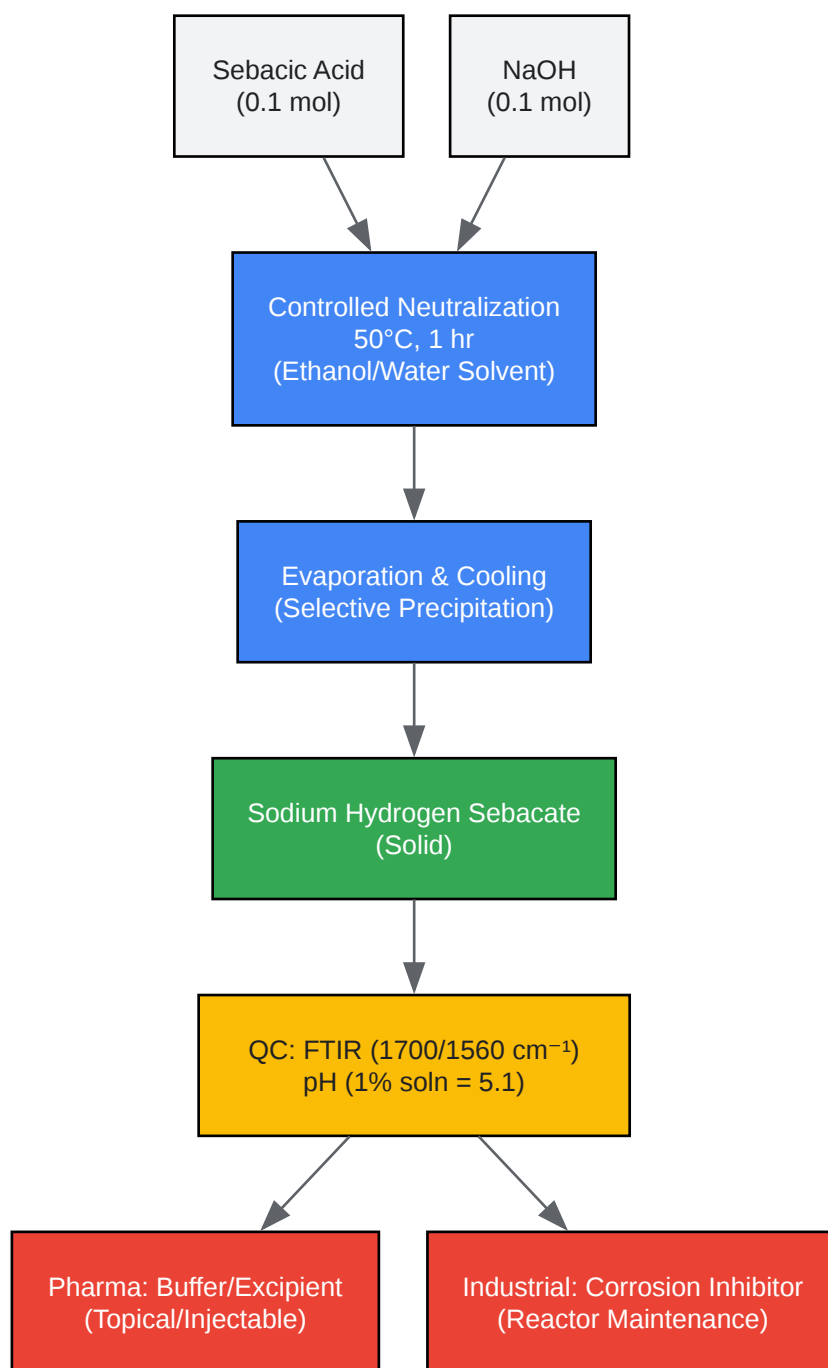 Sebacic Acid
(0.1 mol)
NaOH
(0.1 mol)
Controlled Neutralization
50°C, 1 hr
(Ethanol/Water Solvent)
Evaporation & Cooling
(Selective Precipitation)
Sodium Hydrogen Sebacate
(Solid)
QC: FTIR (1700/1560 cm⁻¹)
pH (1% soln = 5.1)
Pharma: Buffer/Excipient
(Topical/Injectable)
Industrial: Corrosion Inhibitor
(Reactor Maintenance)